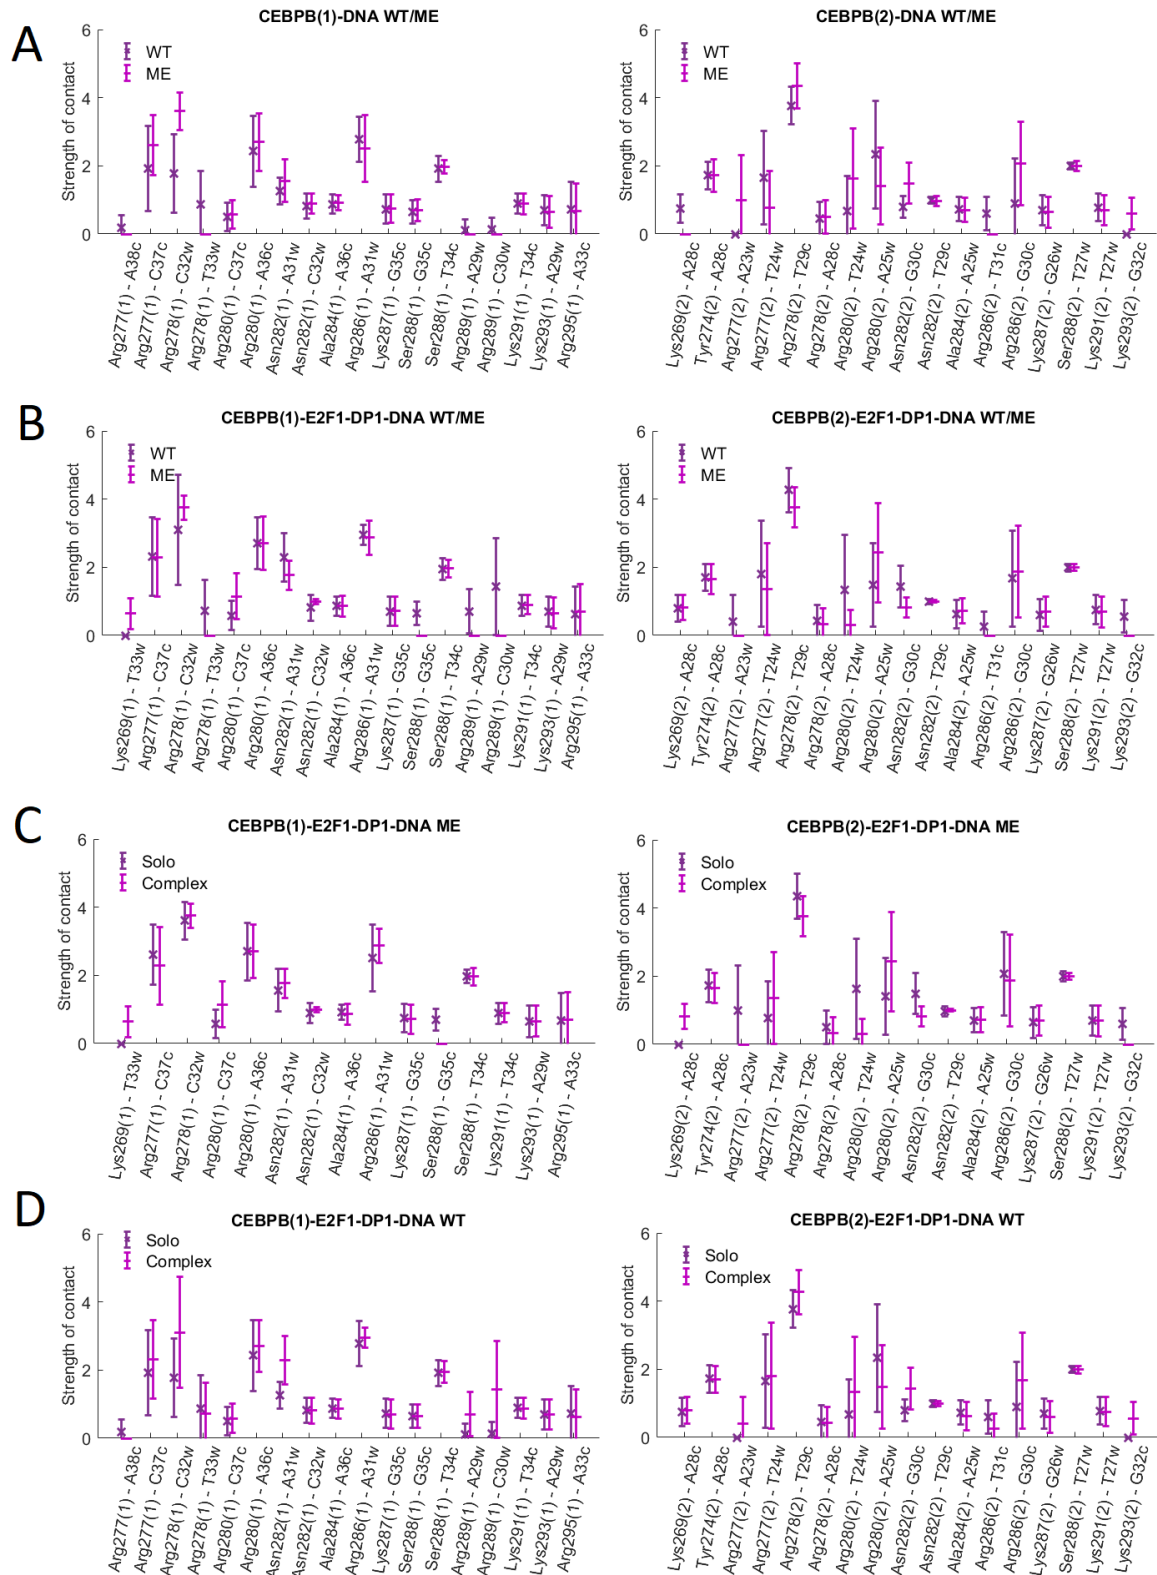 A
CEBPB(1)-DNA WT/ME
WT
ME
Strength of contact
6
4
2
0
Arg277(1) - A38c
Arg277(1) - C37c
Arg278(1) - C32w
Arg278(1) - T33w
Arg280(1) - C37c
Arg280(1) - A36c
Asn282(1) - A31w
Asn282(1) - C32w
Ala284(1) - A36c
Arg286(1) - A31w
Lys287(1) - G35c
Ser288(1) - G35c
Ser288(1) - T34c
Arg289(1) - A29w
Arg289(1) - C30w
Lys291(1) - T34c
Lys293(1) - A29w
Arg295(1) - A33c
CEBPB(2)-DNA WT/ME
WT
ME
Strength of contact
6
4
2
0
Lys269(2) - A28c
Tyr274(2) - A28c
Arg277(2) - A23w
Arg277(2) - T24w
Arg278(2) - T29c
Arg278(2) - A28c
Arg280(2) - T24w
Arg280(2) - A25w
Asn282(2) - G30c
Asn282(2) - T29c
Ala284(2) - A25w
Arg286(2) - T31c
Arg286(2) - G30c
Lys287(2) - G26w
Ser288(2) - T27w
Lys291(2) - T27w
Lys293(2) - G32c
B
CEBPB(1)-E2F1-DP1-DNA WT/ME
WT
ME
Strength of contact
6
4
2
0
Lys269(1) - T33w
Arg277(1) - C37c
Arg278(1) - C32w
Arg278(1) - T33w
Arg280(1) - C37c
Arg280(1) - A36c
Asn282(1) - A31w
Asn282(1) - C32w
Ala284(1) - A36c
Arg286(1) - A31w
Lys287(1) - G35c
Ser288(1) - G35c
Ser288(1) - T34c
Arg289(1) - A29w
Arg289(1) - C30w
Lys291(1) - T34c
Lys293(1) - A29w
Arg295(1) - A33c
CEBPB(2)-E2F1-DP1-DNA WT/ME
WT
ME
Strength of contact
6
4
2
0
Lys269(2) - A28c
Tyr274(2) - A28c
Arg277(2) - A23w
Arg277(2) - T24w
Arg278(2) - T29c
Arg278(2) - A28c
Arg280(2) - T24w
Arg280(2) - A25w
Asn282(2) - G30c
Asn282(2) - T29c
Ala284(2) - A25w
Arg286(2) - T31c
Arg286(2) - G30c
Lys287(2) - G26w
Ser288(2) - T27w
Lys291(2) - T27w
Lys293(2) - G32c
C
CEBPB(1)-E2F1-DP1-DNA ME
Solo
Complex
Strength of contact
6
4
2
0
Lys269(1) - T33w
Arg277(1) - C37c
Arg278(1) - C32w
Arg280(1) - C37c
Arg280(1) - A36c
Asn282(1) - A31w
Asn282(1) - C32w
Ala284(1) - A36c
Arg286(1) - A31w
Lys287(1) - G35c
Ser288(1) - G35c
Ser288(1) - T34c
Lys291(1) - T34c
Lys293(1) - A29w
Arg295(1) - A33c
CEBPB(2)-E2F1-DP1-DNA ME
Solo
Complex
Strength of contact
6
4
2
0
Lys269(2) - A28c
Tyr274(2) - A28c
Arg277(2) - A23w
Arg277(2) - T24w
Arg278(2) - T29c
Arg278(2) - A28c
Arg280(2) - T24w
Arg280(2) - A25w
Asn282(2) - G30c
Asn282(2) - T29c
Ala284(2) - A25w
Arg286(2) - G30c
Lys287(2) - G26w
Ser288(2) - T27w
Lys291(2) - T27w
Lys293(2) - G32c
D
CEBPB(1)-E2F1-DP1-DNA WT
Solo
Complex
Strength of contact
6
4
2
0
Arg277(1) - A38c
Arg277(1) - C37c
Arg278(1) - C32w
Arg278(1) - T33w
Arg280(1) - C37c
Arg280(1) - A36c
Asn282(1) - A31w
Asn282(1) - C32w
Ala284(1) - A36c
Arg286(1) - A31w
Lys287(1) - G35c
Ser288(1) - G35c
Ser288(1) - T34c
Arg289(1) - A29w
Arg289(1) - C30w
Lys291(1) - T34c
Lys293(1) - A29w
Arg295(1) - A33c
CEBPB(2)-E2F1-DP1-DNA WT
Solo
Complex
Strength of contact
6
4
2
0
Lys269(2) - A28c
Tyr274(2) - A28c
Arg277(2) - A23w
Arg277(2) - T24w
Arg278(2) - T29c
Arg278(2) - A28c
Arg280(2) - T24w
Arg280(2) - A25w
Asn282(2) - G30c
Asn282(2) - T29c
Ala284(2) - A25w
Arg286(2) - T31c
Arg286(2) - G30c
Lys287(2) - G26w
Ser288(2) - T27w
Lys291(2) - T27w
Lys293(2) - G32c